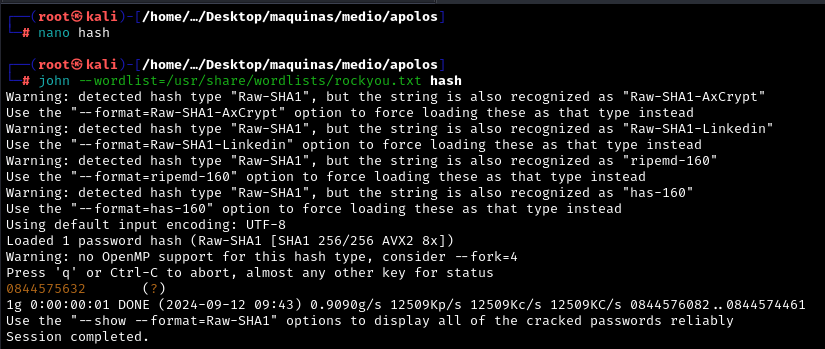 ┌──(root㉿kali)-[/home/…/Desktop/maquinas/medio/apolos]
└─# nano hash
┌──(root㉿kali)-[/home/…/Desktop/maquinas/medio/apolos]
└─# john --wordlist=/usr/share/wordlists/rockyou.txt hash
Warning: detected hash type "Raw-SHA1", but the string is also recognized as "Raw-SHA1-AxCrypt"
Use the "--format=Raw-SHA1-AxCrypt" option to force loading these as that type instead
Warning: detected hash type "Raw-SHA1", but the string is also recognized as "Raw-SHA1-Linkedin"
Use the "--format=Raw-SHA1-Linkedin" option to force loading these as that type instead
Warning: detected hash type "Raw-SHA1", but the string is also recognized as "ripemd-160"
Use the "--format=ripemd-160" option to force loading these as that type instead
Warning: detected hash type "Raw-SHA1", but the string is also recognized as "has-160"
Use the "--format=has-160" option to force loading these as that type instead
Using default input encoding: UTF-8
Loaded 1 password hash (Raw-SHA1 [SHA1 256/256 AVX2 8x])
Warning: no OpenMP support for this hash type, consider --fork=4
Press 'q' or Ctrl-C to abort, almost any other key for status
0844575632       (?)
1g 0:00:00:01 DONE (2024-09-12 09:43) 0.9090g/s 12509Kp/s 12509Kc/s 12509KC/s 0844576082..0844574461
Use the "--show --format=Raw-SHA1" options to display all of the cracked passwords reliably
Session completed.